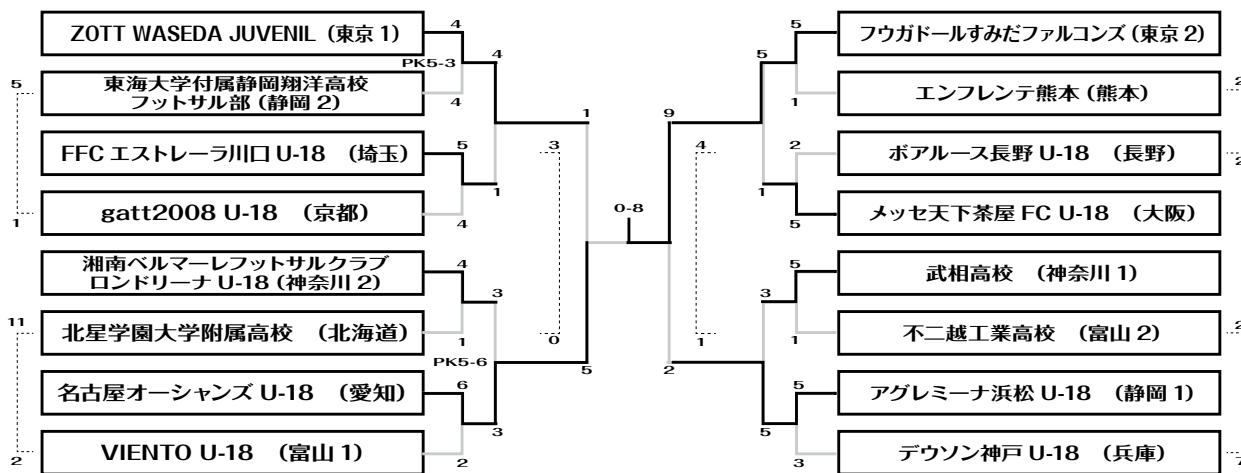 ZOTT WASEDA JUVENIL (東京 1)
東海大学付属静岡翔洋高校
フットサル部 (静岡 2)
FFC エストレーラ川口 U-18 (埼玉)
gatt2008 U-18 (京都)
湘南ベルマーレフットサルクラブ
ロンドリーナ U-18 (神奈川 2)
北星学園大学附属高校 (北海道)
名古屋オーシャンズ U-18 (愛知)
VIENTO U-18 (富山 1)
5
1
11
2
4
PK5-3
4
5
4
4
1
6
2
4
1
3
PK5-6
3
1
5
3
0
0-8
9
2
4
1
5
1
3
5
5
1
2
5
5
1
5
3
フウガドールすみだファルコンズ (東京 2)
エンフレンテ熊本 (熊本)
ボアルース長野 U-18 (長野)
メッセ天下茶屋 FC U-18 (大阪)
武相高校 (神奈川 1)
不二越工業高校 (富山 2)
アグレミーナ浜松 U-18 (静岡 1)
デウソン神戸 U-18 (兵庫)
2
2
2
7